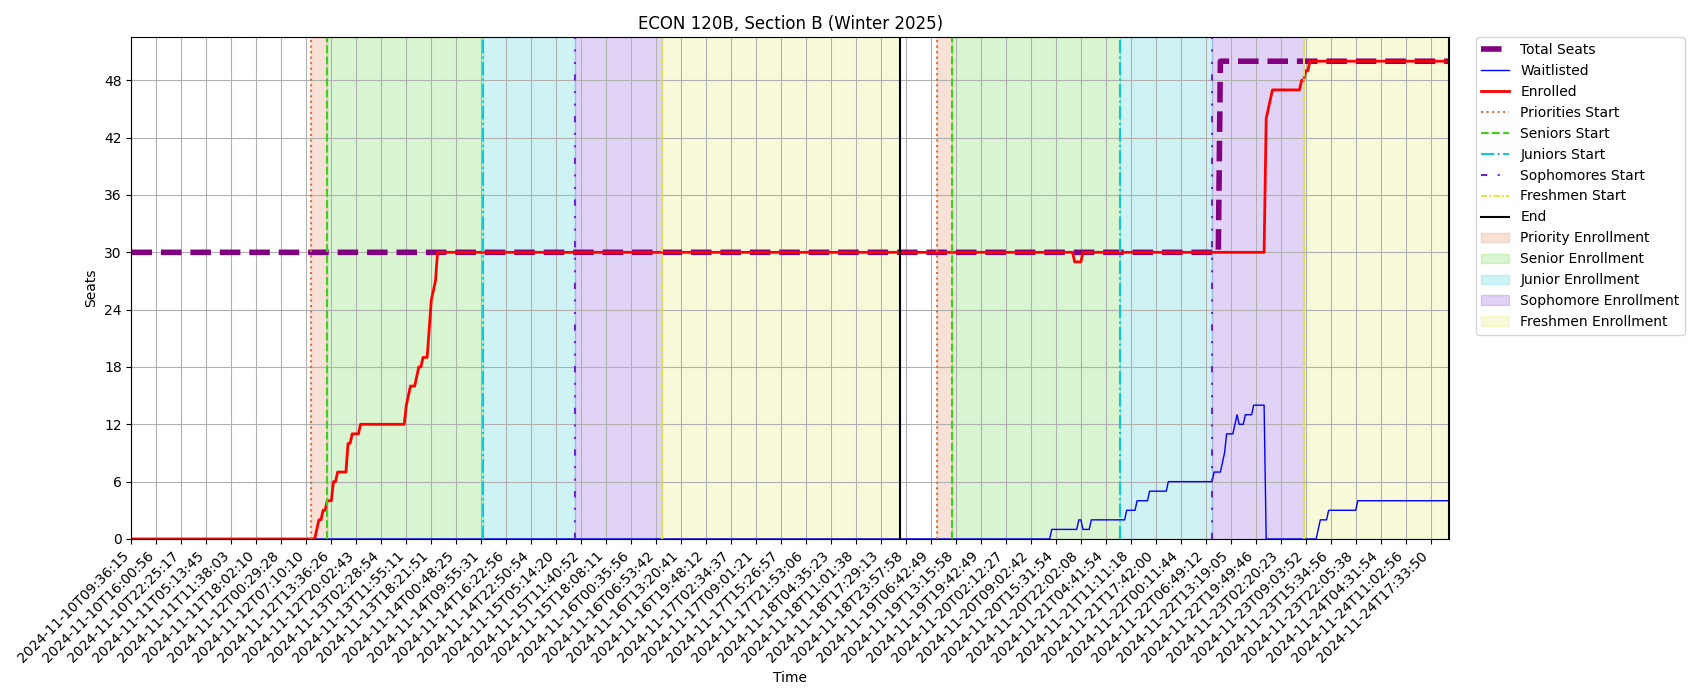 ECON 120B, Section B (Winter 2025)
Seats
48
42
36
30
24
18
12
6
0
2024-11-10T09:36:15
2024-11-10T16:00:56
2024-11-10T22:25:17
2024-11-11T05:13:45
2024-11-11T11:38:03
2024-11-11T18:02:10
2024-11-12T00:29:28
2024-11-12T07:10:16
2024-11-12T13:36:26
2024-11-12T20:02:43
2024-11-13T02:28:54
2024-11-13T11:55:11
2024-11-13T18:21:51
2024-11-14T00:48:25
2024-11-14T09:55:31
2024-11-14T16:22:56
2024-11-14T22:50:54
2024-11-15T05:14:20
2024-11-15T11:40:52
2024-11-15T18:08:11
2024-11-16T00:35:56
2024-11-16T06:53:42
2024-11-16T13:20:41
2024-11-16T19:48:12
2024-11-17T02:34:37
2024-11-17T09:01:21
2024-11-17T15:26:57
2024-11-17T21:53:06
2024-11-18T04:35:23
2024-11-18T11:01:38
2024-11-18T17:29:13
2024-11-18T23:57:58
2024-11-19T06:42:49
2024-11-19T13:15:58
2024-11-19T19:42:49
2024-11-20T02:12:27
2024-11-20T09:02:42
2024-11-20T15:31:54
2024-11-20T22:02:08
2024-11-21T04:41:54
2024-11-21T11:11:18
2024-11-21T17:42:00
2024-11-22T00:11:44
2024-11-22T06:49:12
2024-11-22T13:19:05
2024-11-22T19:49:46
2024-11-23T02:20:23
2024-11-23T09:03:52
2024-11-23T15:34:56
2024-11-23T22:05:38
2024-11-24T04:31:54
2024-11-24T11:02:56
2024-11-24T17:33:50
Time
Total Seats
Waitlisted
Enrolled
Priorities Start
Seniors Start
Juniors Start
Sophomores Start
Freshmen Start
End
Priority Enrollment
Senior Enrollment
Junior Enrollment
Sophomore Enrollment
Freshmen Enrollment